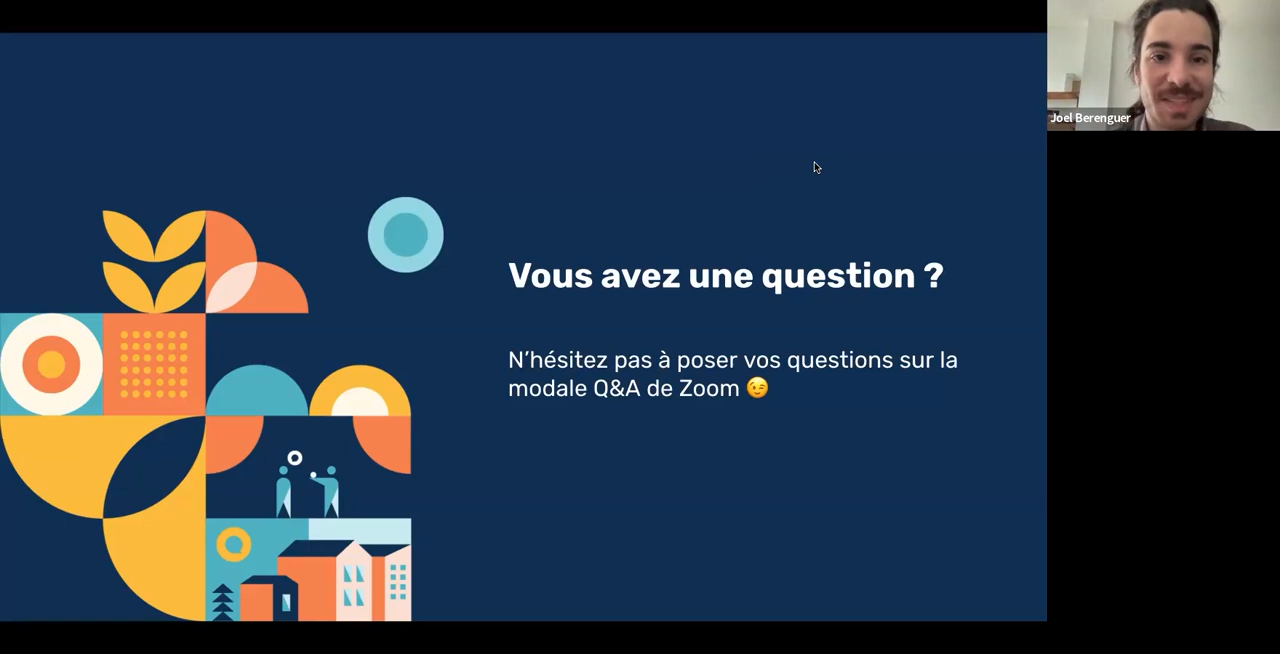 Joel Berenguer
Vous avez une question ?
N’hésitez pas à poser vos questions sur la
modale Q&A de Zoom 😉